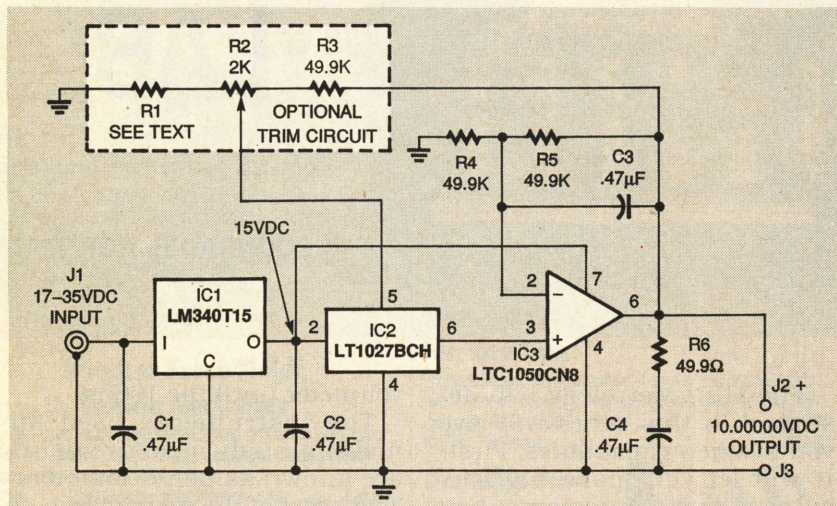 R2
2K
R3
49.9K
R1
SEE TEXT
OPTIONAL
TRIM CIRCUIT
R4
49.9K
R5
49.9K
C3
.47µF
15VDC
J1
17–35VDC
INPUT
IC1
LM340T15
I
O
C
2
5
IC2
LT1027BCH
6
4
2
3
–
+
7
6
4
IC3
LTC1050CN8
R6
49.9Ω
J2 +
10.00000VDC
OUTPUT
J3
C1
.47µF
C2
.47µF
C4
.47µF